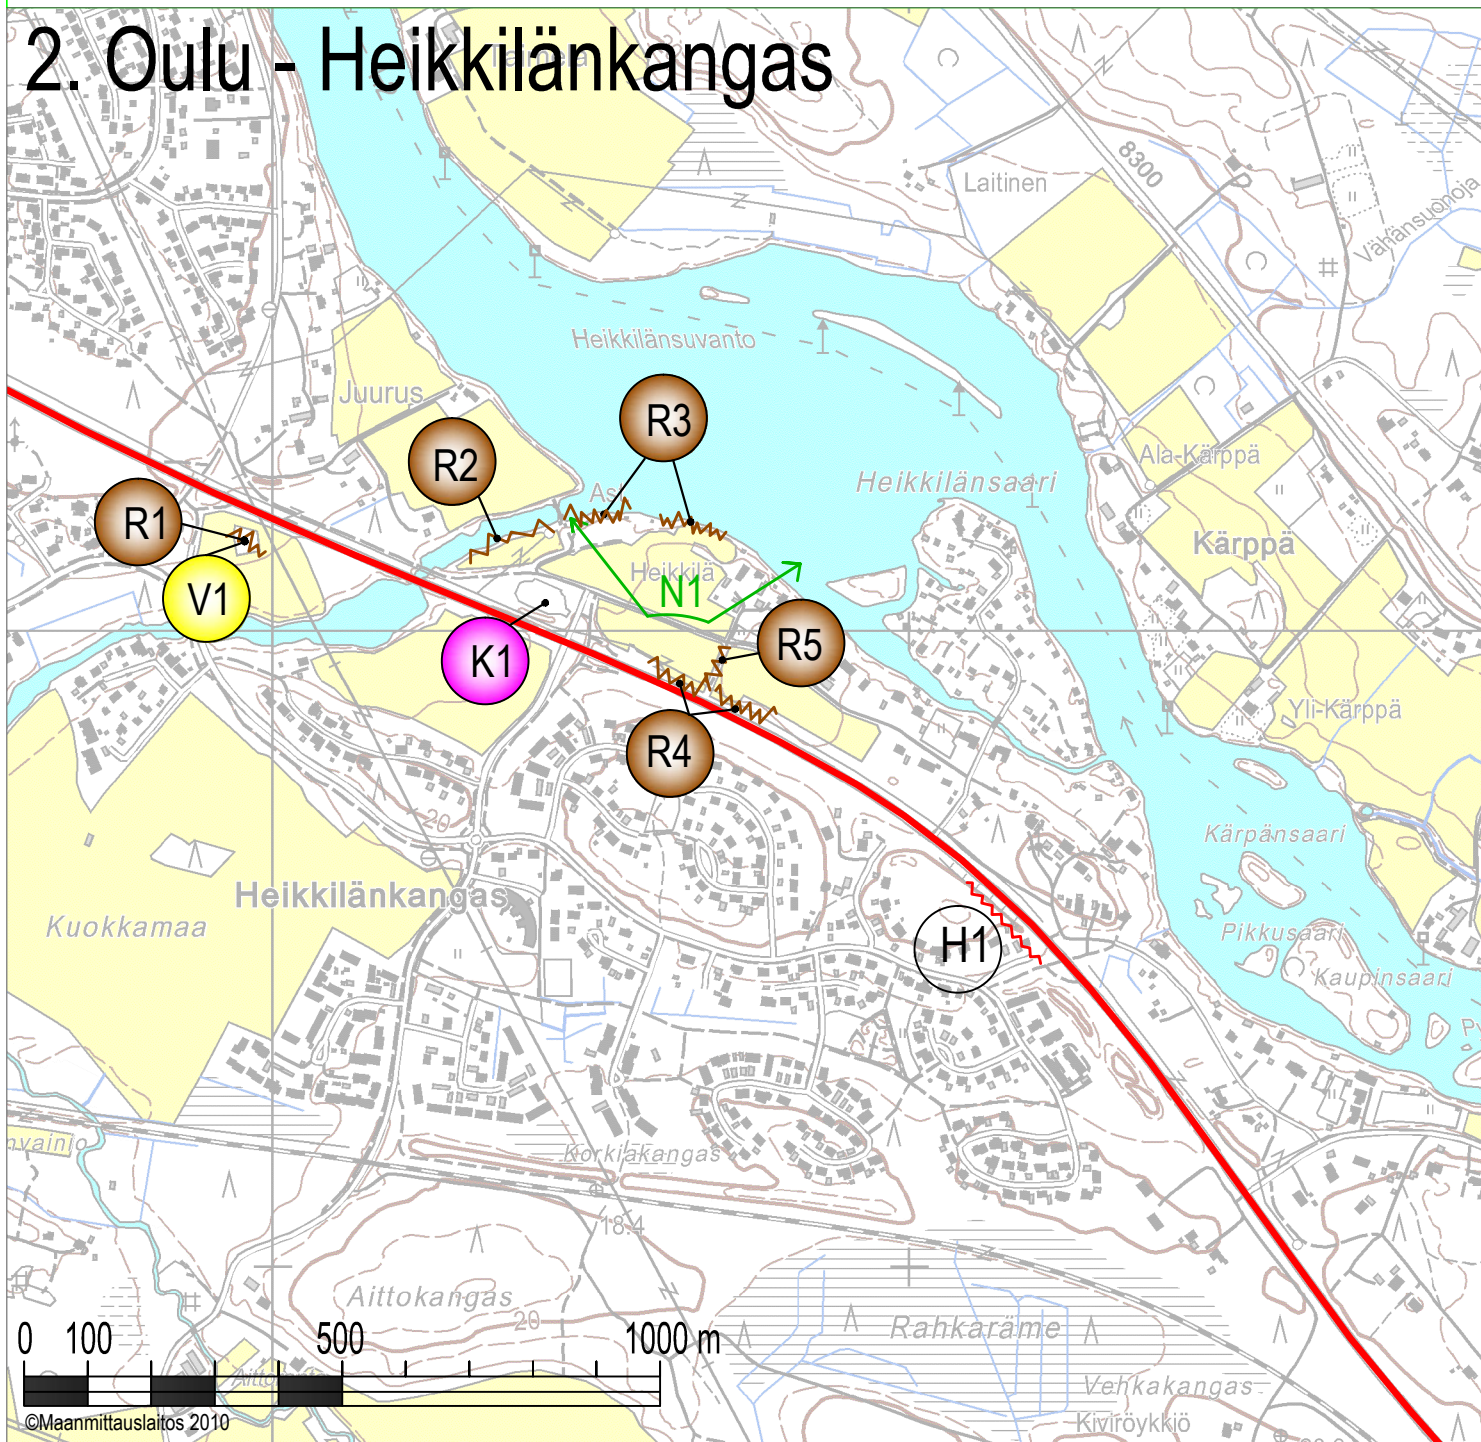 2. Oulu - Heikkilänkangas
Taimela
8300
Laitinen
Vähänsuonoja
Heikkilänsuvanto
Juurus
R3
R2
Ala-Kärppä
Heikkilänsaari
R1
Kärppä
Heikkilä
N1
V1
R5
K1
Yli-Kärppä
R4
20
Kärpänsaari
Heikkilänkangas
Kuokkamaa
Pikkusaari
H1
Kaupinsaari
nvainio
Korkiakangas
18.4
Aittokangas
20
Rahkaräme
0 100 500 1000 m
Vehkakangas
Kiviröykkiö
©Maanmittauslaitos 2010